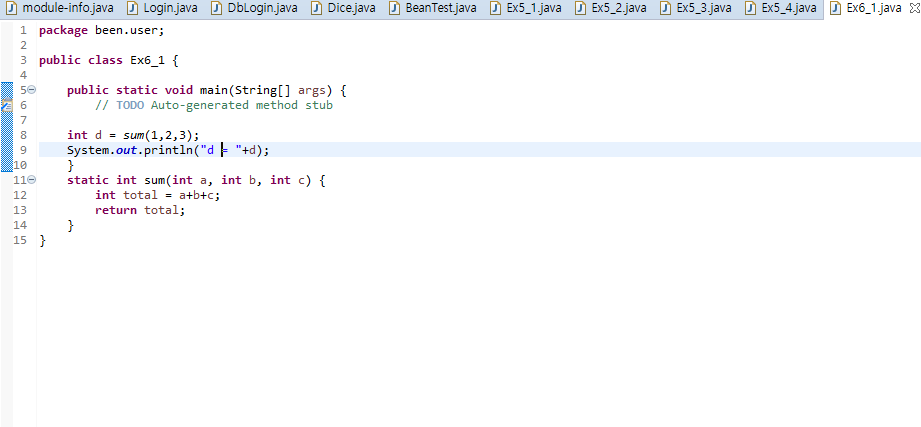 module-info.java Login.java DbLogin.java Dice.java BeanTest.java Ex5_1.java Ex5_2.java Ex5_3.java Ex5_4.java Ex6_1.java
1 package been.user;
2
3 public class Ex6_1 {
4
5 public static void main(String[] args) {
6 // TODO Auto-generated method stub
7
8 int d = sum(1,2,3);
9 System.out.println("d = "+d);
10 }
11 static int sum(int a, int b, int c) {
12 int total = a+b+c;
13 return total;
14 }
15 }